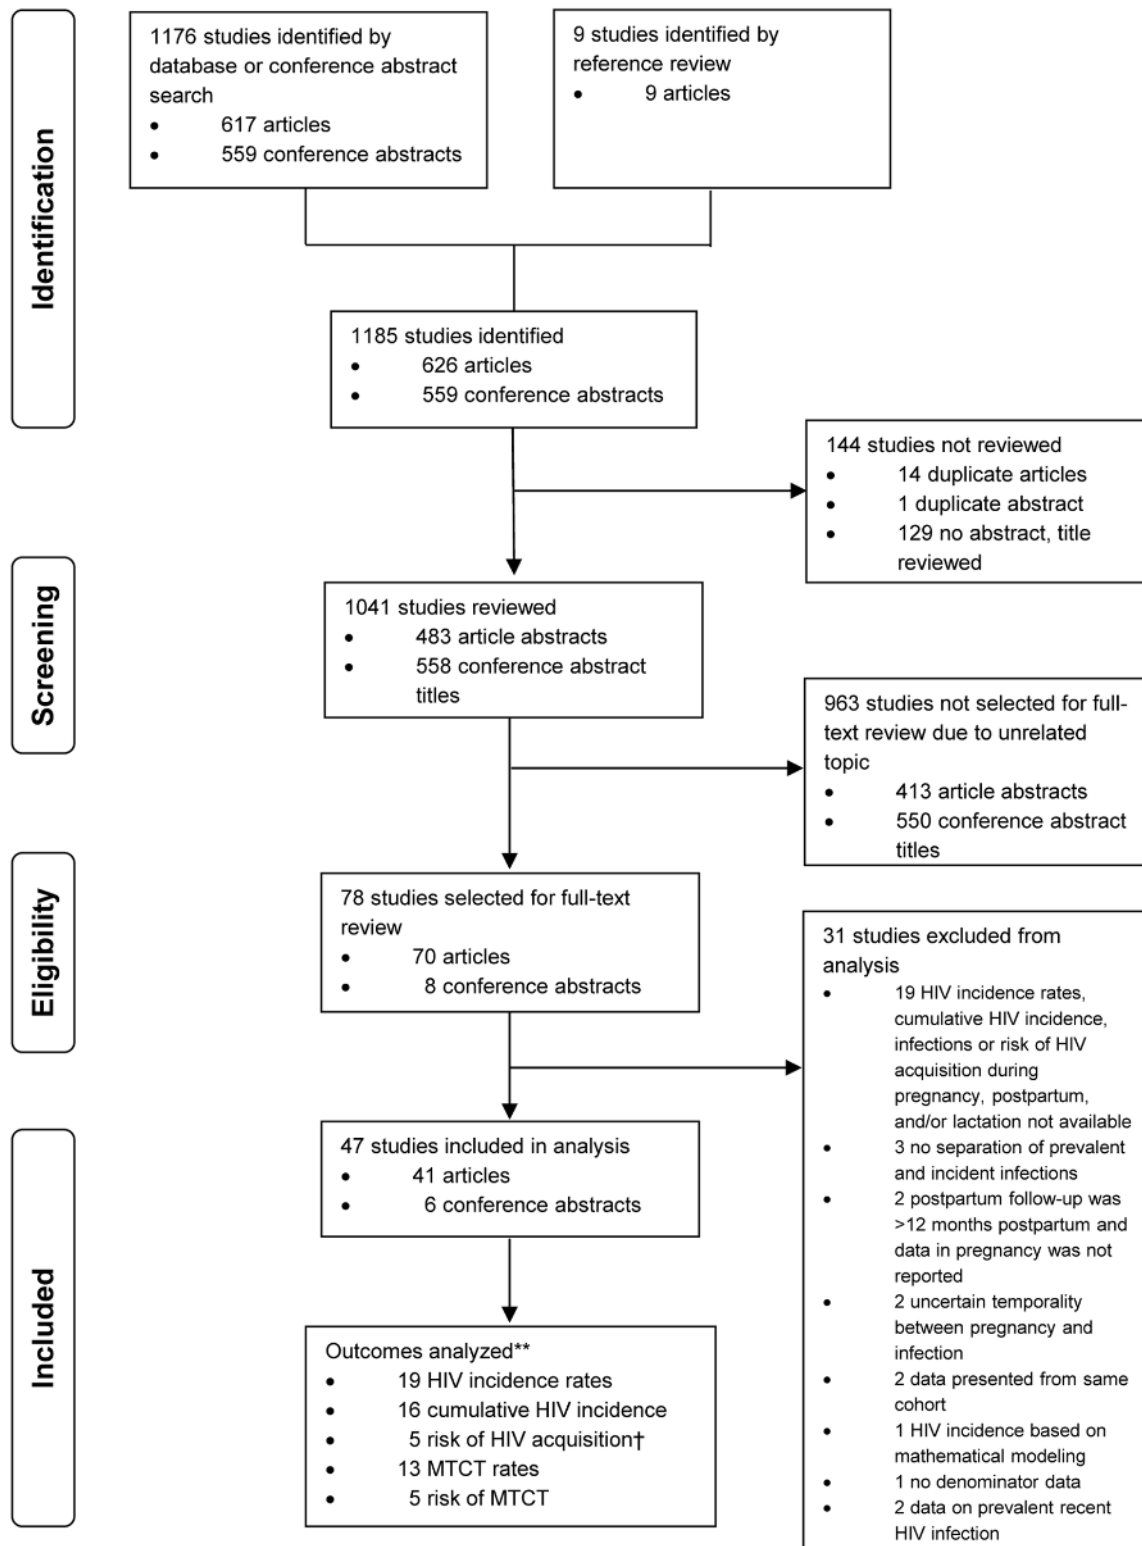 Identification
1176 studies identified by
database or conference abstract
search
• 617 articles
• 559 conference abstracts
9 studies identified by
reference review
• 9 articles
1185 studies identified
• 626 articles
• 559 conference abstracts
144 studies not reviewed
• 14 duplicate articles
• 1 duplicate abstract
• 129 no abstract, title
reviewed
Screening
1041 studies reviewed
• 483 article abstracts
• 558 conference abstract
titles
963 studies not selected for full-
text review due to unrelated
topic
• 413 article abstracts
• 550 conference abstract
titles
Eligibility
78 studies selected for full-text
review
• 70 articles
• 8 conference abstracts
31 studies excluded from
analysis
• 19 HIV incidence rates,
cumulative HIV incidence,
infections or risk of HIV
acquisition during
pregnancy, postpartum,
and/or lactation not available
• 3 no separation of prevalent
and incident infections
• 2 postpartum follow-up was
>12 months postpartum and
data in pregnancy was not
reported
• 2 uncertain temporality
between pregnancy and
infection
• 2 data presented from same
cohort
• 1 HIV incidence based on
mathematical modeling
• 1 no denominator data
• 2 data on prevalent recent
HIV infection
Included
47 studies included in analysis
• 41 articles
• 6 conference abstracts
Outcomes analyzed**
• 19 HIV incidence rates
• 16 cumulative HIV incidence
• 5 risk of HIV acquisition†
• 13 MTCT rates
• 5 risk of MTCT